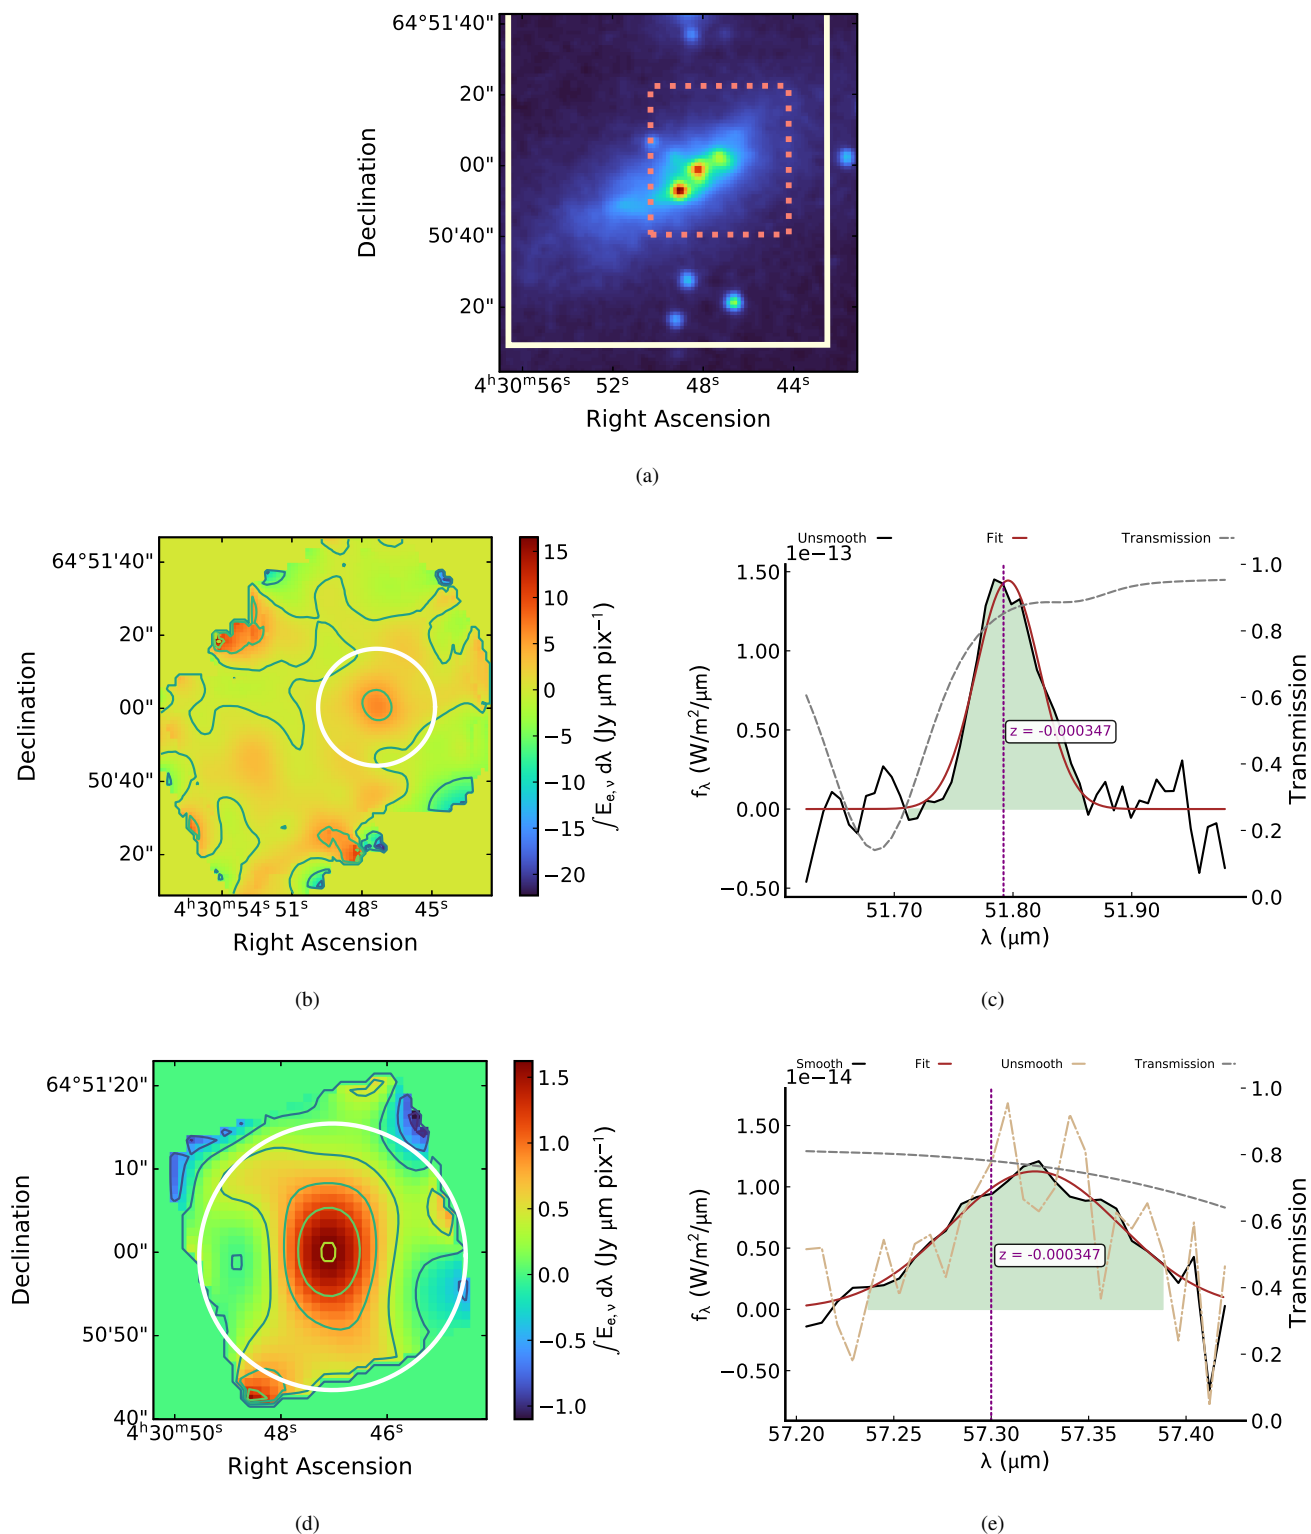 64°51'40"
20"
00"
50'40"
20"
Declination
4ʰ30ᵐ56ˢ 52ˢ 48ˢ 44ˢ
Right Ascension
(a)
64°51'40"
20"
00"
50'40"
20"
Declination
4ʰ30ᵐ54ˢ 51ˢ 48ˢ 45ˢ
Right Ascension
15
10
5
0
−5
−10
−15
−20
∫E_{e,ν} dλ (Jy μm pix⁻¹)
(b)
Unsmooth Fit Transmission
1e−13
1.50
1.00
0.50
0.00
−0.50
f_λ (W/m²/μm)
z = -0.000347
1.0
0.8
0.6
0.4
0.2
0.0
Transmission
51.70 51.80 51.90
λ (μm)
(c)
64°51'20"
10"
00"
50'50"
40"
Declination
4ʰ30ᵐ50ˢ 48ˢ 46ˢ
Right Ascension
1.5
1.0
0.5
0.0
−0.5
−1.0
∫E_{e,ν} dλ (Jy μm pix⁻¹)
(d)
Smooth Fit Unsmooth Transmission
1e−14
1.50
1.00
0.50
0.00
−0.50
f_λ (W/m²/μm)
z = -0.000347
1.0
0.8
0.6
0.4
0.2
0.0
Transmission
57.20 57.25 57.30 57.35 57.40
λ (μm)
(e)